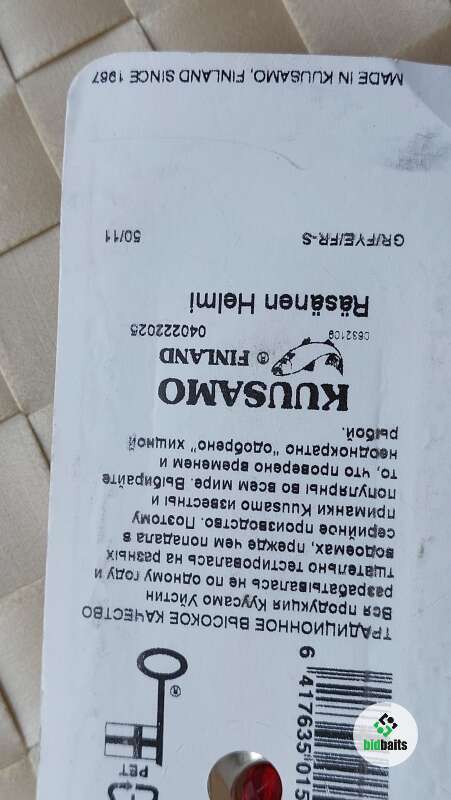 ТРАДИЦИОННОЕ ВЫСОКОЕ КАЧЕСТВО
Вся продукция Куусамо Уйстин
разрабатывалась не по одному году и
тщательно тестировалась на разных
водоемах, прежде чем попадала в
серийное производство. Поэтому
приманки Kuusamo известны и
популярны во всем мире. Выбирайте
то, что проверено временем и
неоднократно "одобрено" хищной
рыбой.
KUUSAMO
® FINLAND
D632109
040222025
Räsänen Helmi
GR/FYE/FR-S
50/11
MADE IN KUUSAMO, FINLAND SINCE 1967
PET
®
6 417635 015
bidbaits